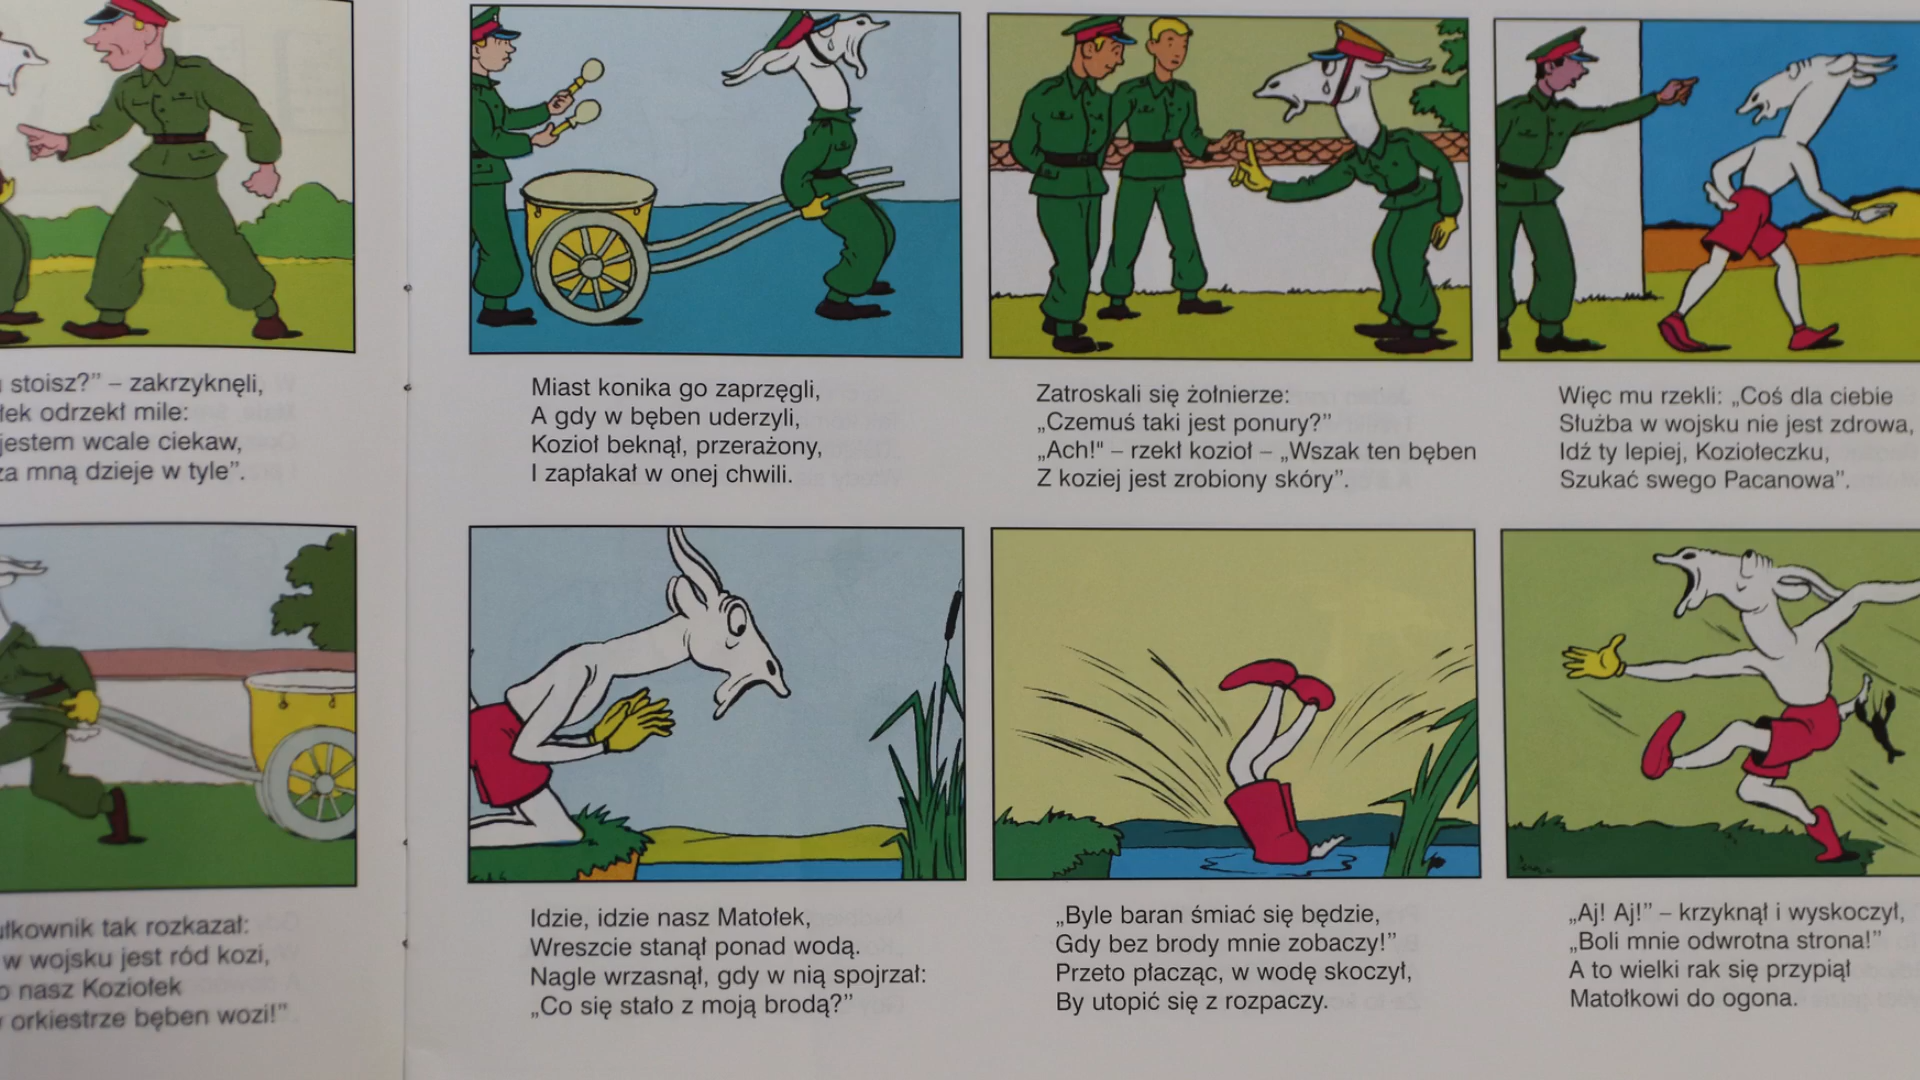 stoisz?” – zakrzyknęli,
odrzekł mile:
jestem wcale ciekaw,
za mną dzieje w tyle”.
Miast konika go zaprzęgli,
A gdy w bęben uderzyli,
Kozioł beknął, przerażony,
I zapłakał w onej chwili.
Zatroskali się żołnierze:
„Czemuś taki jest ponury?”
„Ach!" – rzekł kozioł – „Wszak ten bęben
Z koziej jest zrobiony skóry”.
Więc mu rzekli: „Coś dla ciebie
Służba w wojsku nie jest zdrowa,
Idź ty lepiej, Koziołeczku,
Szukać swego Pacanowa”.
tak rozkazał:
w wojsku jest ród kozi,
nasz Koziołek
orkiestrze bęben wozi!”
Idzie, idzie nasz Matołek,
Wreszcie stanął ponad wodą.
Nagle wrzasnął, gdy w nią spojrzał:
„Co się stało z moją brodą?”
„Byle baran śmiać się będzie,
Gdy bez brody mnie zobaczy!”
Przeto płacząc, w wodę skoczył,
By utopić się z rozpaczy.
„Aj! Aj!” – krzyknął i wyskoczył,
„Boli mnie odwrotna strona!”
A to wielki rak się przypiął
Matołkowi do ogona.